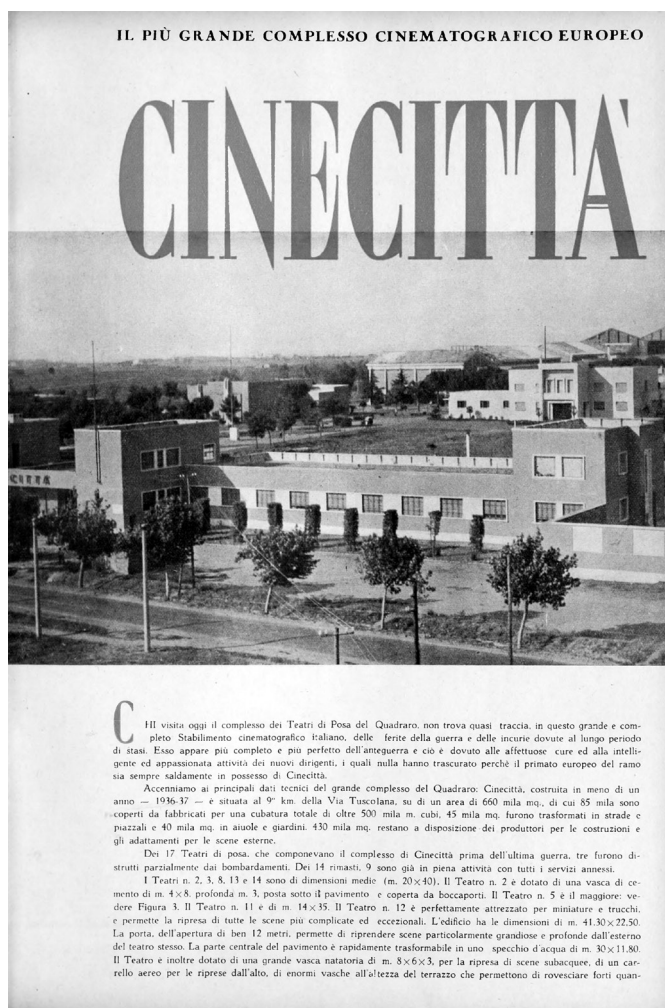 IL PIÙ GRANDE COMPLESSO CINEMATOGRAFICO EUROPEO
CINECITTÀ
CITTÀ
CHI visita oggi il complesso dei Teatri di Posa del Quadraro, non trova quasi traccia, in questo grande e com-
pleto Stabilimento cinematografico italiano, delle ferite della guerra e delle incurie dovute al lungo periodo
di stasi. Esso appare più completo e più perfetto dell'anteguerra e ciò è dovuto alle affettuose cure ed alla intelli-
gente ed appassionata attività dei nuovi dirigenti, i quali nulla hanno trascurato perchè il primato europeo del ramo
sia sempre saldamente in possesso di Cinecittà.
Accenniamo ai principali dati tecnici del grande complesso del Quadraro: Cinecittà, costruita in meno di un
anno — 1936-37 — è situata al 9° km. della Via Tuscolana, su di un area di 660 mila mq., di cui 85 mila sono
coperti da fabbricati per una cubatura totale di oltre 500 mila m. cubi, 45 mila mq. furono trasformati in strade e
piazzali e 40 mila mq. in aiuole e giardini. 430 mila mq. restano a disposizione dei produttori per le costruzioni e
gli adattamenti per le scene esterne.
Dei 17 Teatri di posa, che componevano il complesso di Cinecittà prima dell'ultima guerra, tre furono di-
strutti parzialmente dai bombardamenti. Dei 14 rimasti, 9 sono già in piena attività con tutti i servizi annessi.
I Teatri n. 2, 3, 8, 13 e 14 sono di dimensioni medie (m. 20×40). Il Teatro n. 2 è dotato di una vasca di ce-
mento di m. 4×8, profonda m. 3, posta sotto il pavimento e coperta da boccaporti. Il Teatro n. 5 è il maggiore: ve-
dere Figura 3. Il Teatro n. 11 è di m. 14×35. Il Teatro n. 12 è perfettamente attrezzato per miniature e trucchi,
e permette la ripresa di tutte le scene più complicate ed eccezionali. L'edificio ha le dimensioni di m. 41.30×22.50.
La porta, dell'apertura di ben 12 metri, permette di riprendere scene particolarmente grandiose e profonde dall'esterno
del teatro stesso. La parte centrale del pavimento è rapidamente trasformabile in uno specchio d'acqua di m. 30×11.80.
Il Teatro è inoltre dotato di una grande vasca natatoria di m. 8×6×3, per la ripresa di scene subacquee, di un car-
rello aereo per le riprese dall'alto, di enormi vasche all'altezza del terrazzo che permettono di rovesciare forti quan-